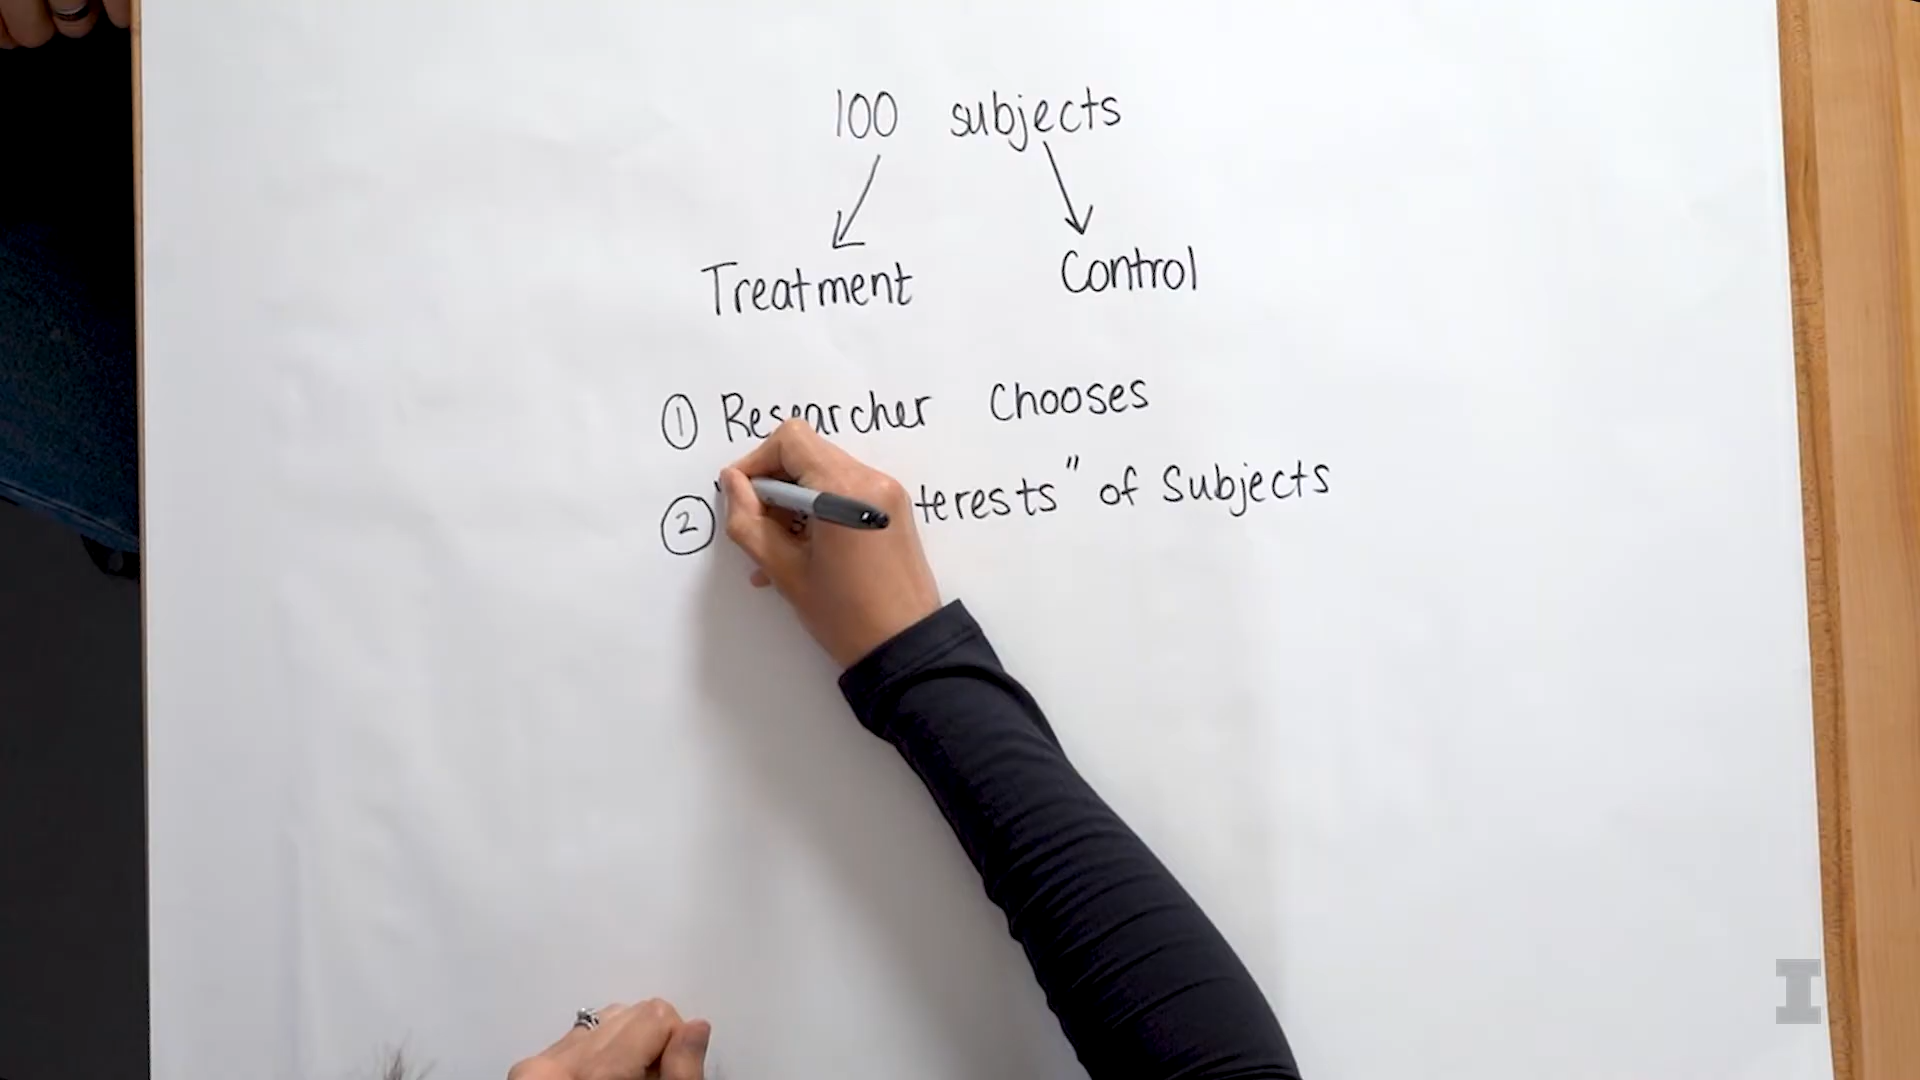 100 subjects
Treatment Control
① Researcher Chooses
② " " of Subjects
I